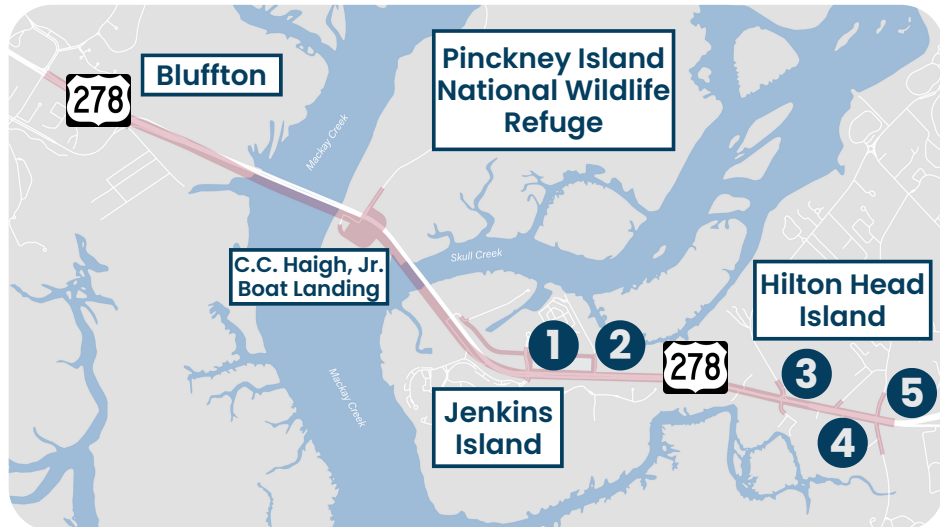 278
Bluffton
Pinckney Island
National Wildlife
Refuge
Mackay Creek
C.C. Haigh, Jr.
Boat Landing
Skull Creek
Hilton Head
Island
1
2
278
3
5
4
Mackay Creek
Jenkins
Island